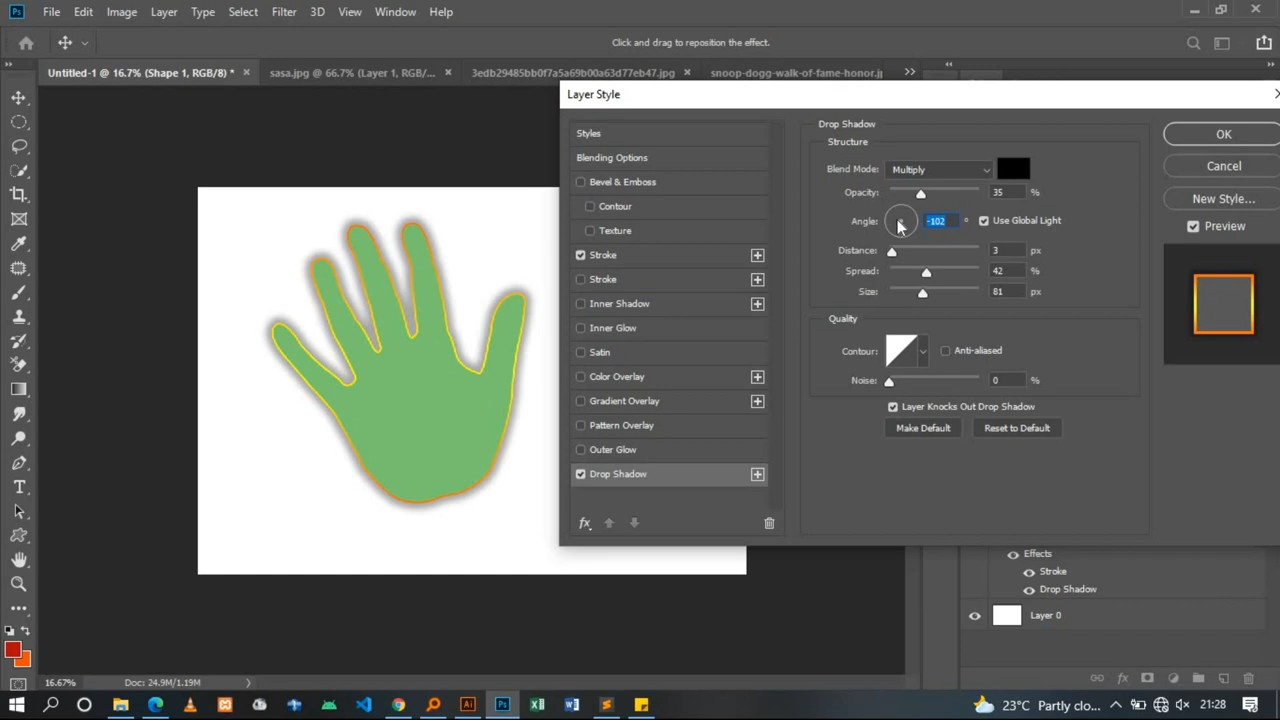 Ps File Edit Image Layer Type Select Filter 3D View Window Help
Click and drag to reposition the effect.
Untitled-1 @ 16.7% (Shape 1, RGB/8) * × sasa.jpg @ 66.7% (Layer 1, RGB/... × 3edb29485bb0f7a5a69b00a63d77eb47.jpg × snoop-dogg-walk-of-fame-honor.jp
Layer Style
Styles
Blending Options
Bevel & Emboss
Contour
Texture
Stroke
Stroke
Inner Shadow
Inner Glow
Satin
Color Overlay
Gradient Overlay
Pattern Overlay
Outer Glow
Drop Shadow
fx
Drop Shadow
Structure
Blend Mode: Multiply
Opacity: 35 %
Angle: -102 ° Use Global Light
Distance: 3 px
Spread: 42 %
Size: 81 px
Quality
Contour: Anti-aliased
Noise: 0 %
Layer Knocks Out Drop Shadow
Make Default Reset to Default
OK
Cancel
New Style...
Preview
Effects
Stroke
Drop Shadow
Layer 0
fx
16.67% Doc: 24.9M/1.19M
Ai Ps 23°C Partly clo... 21:28